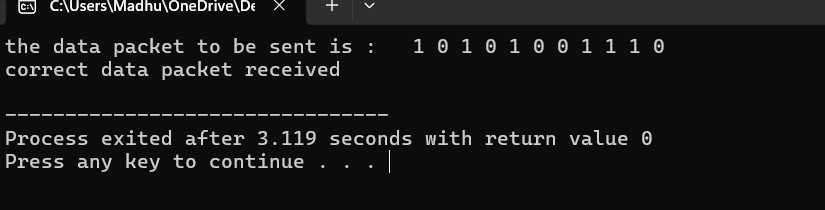 C:\Users\Madhu\OneDrive\De
the data packet to be sent is :   1 0 1 0 1 0 0 1 1 1 0
correct data packet received
--------------------------------
Process exited after 3.119 seconds with return value 0
Press any key to continue . . .